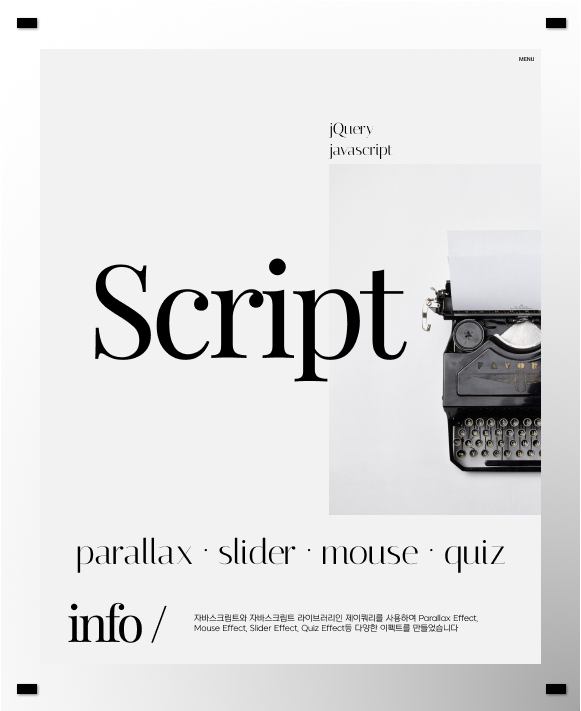 MENU
jQuery
javascript
Script
parallax · slider · mouse · quiz
info /
자바스크립트와 자바스크립트 라이브러리인 제이쿼리를 사용하여 Parallax Effect,
Mouse Effect, Slider Effect, Quiz Effect등 다양한 이펙트를 만들었습니다